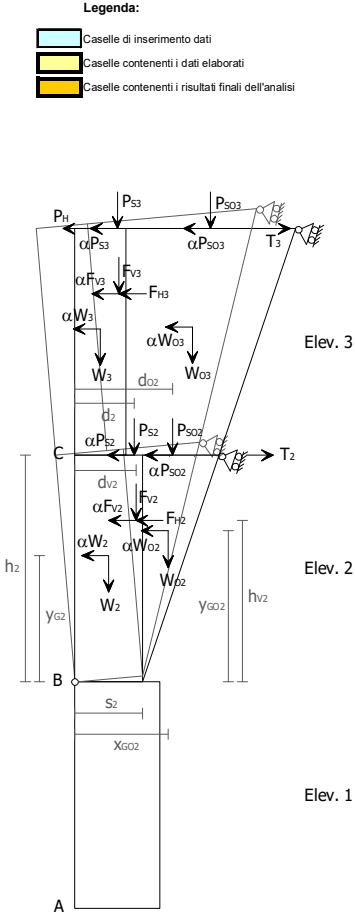 Legenda:
Caselle di inserimento dati
Caselle contenenti i dati elaborati
Caselle contenenti i risultati finali dell'analisi
PS3 PSO3
PH
αPS3 αPSO3 T3
αFV3 FV3
FH3
αW3 αWO3
Elev. 3
W3 WO3
dO2
d2
PS2 PSO2
αPS2
C T2
αPSO2
dV2
αFV2 FV2
FH2
αW2 αWO2
h2 Elev. 2
WO2
W2
yG2 yGO2 hV2
B
s2
xGO2
Elev. 1
A